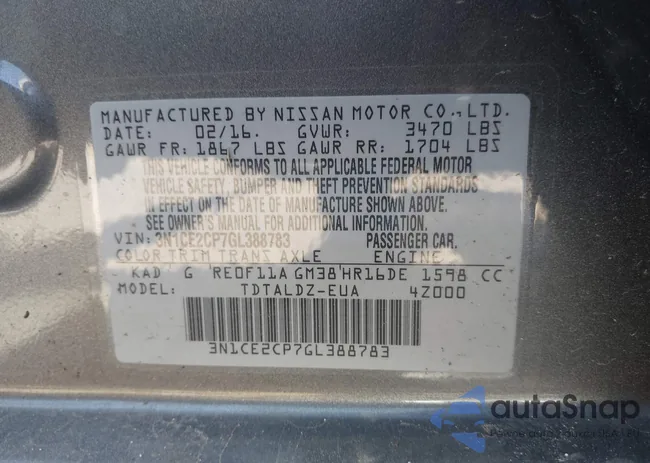 MANUFACTURED BY NISSAN MOTOR CO., LTD.
DATE: 02/16. GVWR: 3470 LBS
GAWR FR: 1867 LBS GAWR RR: 1704 LBS
THIS VEHICLE CONFORMS TO ALL APPLICABLE FEDERAL MOTOR
VEHICLE SAFETY, BUMPER AND THEFT PREVENTION STANDARDS
IN EFFECT ON THE DATE OF MANUFACTURE SHOWN ABOVE.
SEE OWNER'S MANUAL FOR ADDITIONAL INFORMATION.
VIN: 3N1CE2CP7GL388783 PASSENGER CAR.
COLOR TRIM TRANS AXLE ENGINE
KAD G RE0F11A GM38 HR16DE 1598 CC
MODEL: TDTALDZ-EUA 4Z000
3N1CE2CP7GL388783
autoSnap